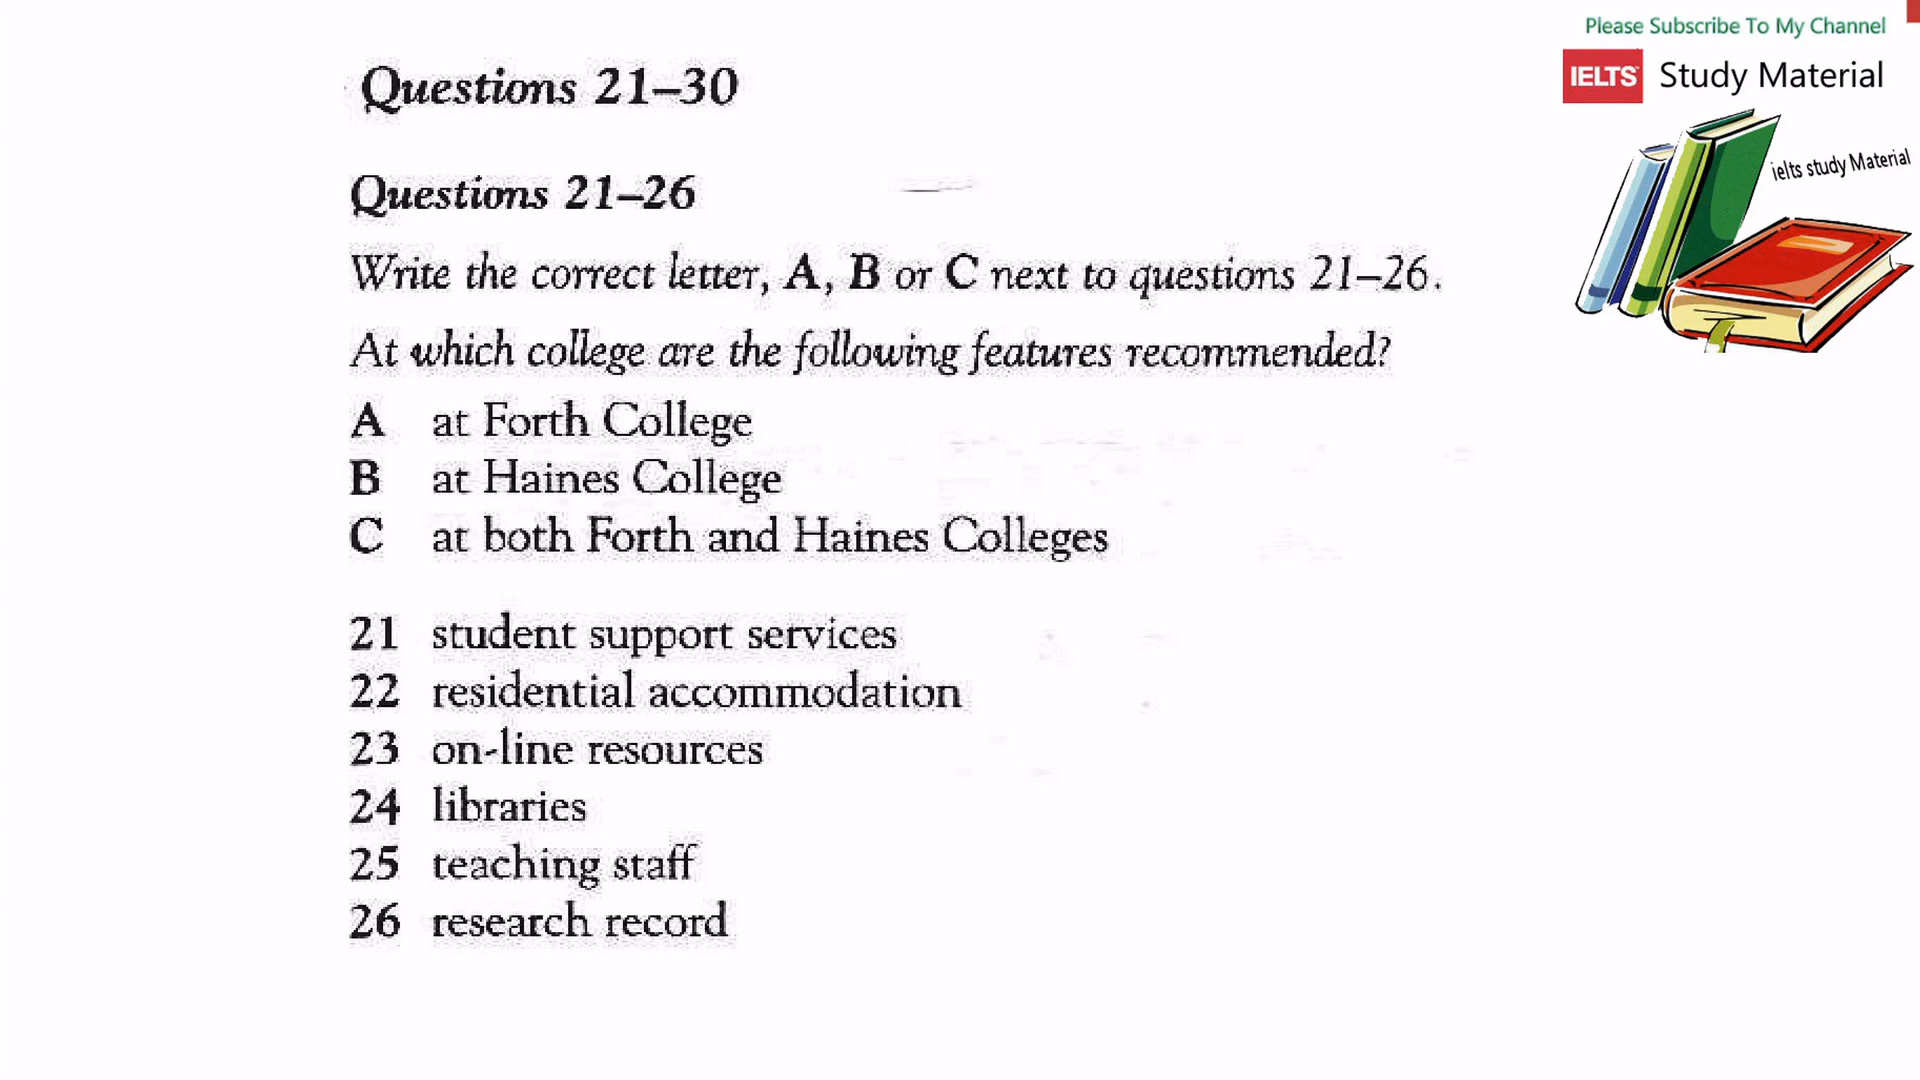 Please Subscribe To My Channel
IELTS Study Material
ielts study Material
Questions 21–30
Questions 21–26
Write the correct letter, A, B or C next to questions 21–26.
At which college are the following features recommended?
A at Forth College
B at Haines College
C at both Forth and Haines Colleges
21 student support services
22 residential accommodation
23 on-line resources
24 libraries
25 teaching staff
26 research record